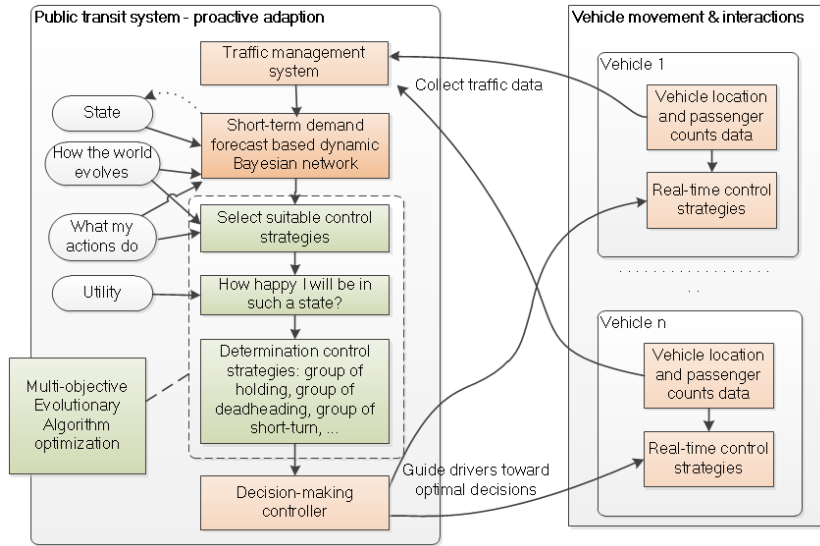 Public transit system - proactive adaption
Traffic management
system
State
Short-term demand
forecast based dynamic
Bayesian network
How the world
evolves
What my
actions do
Select suitable control
strategies
Utility
How happy I will be in
such a state?
Multi-objective
Evolutionary
Algorithm
optimization
Determination control
strategies: group of
holding, group of
deadheading, group of
short-turn, ...
Decision-making
controller
Collect traffic data
Guide drivers toward
optimal decisions
Vehicle movement & interactions
Vehicle 1
Vehicle location
and passenger
counts data
Real-time control
strategies
Vehicle n
Vehicle location
and passenger
counts data
Real-time control
strategies